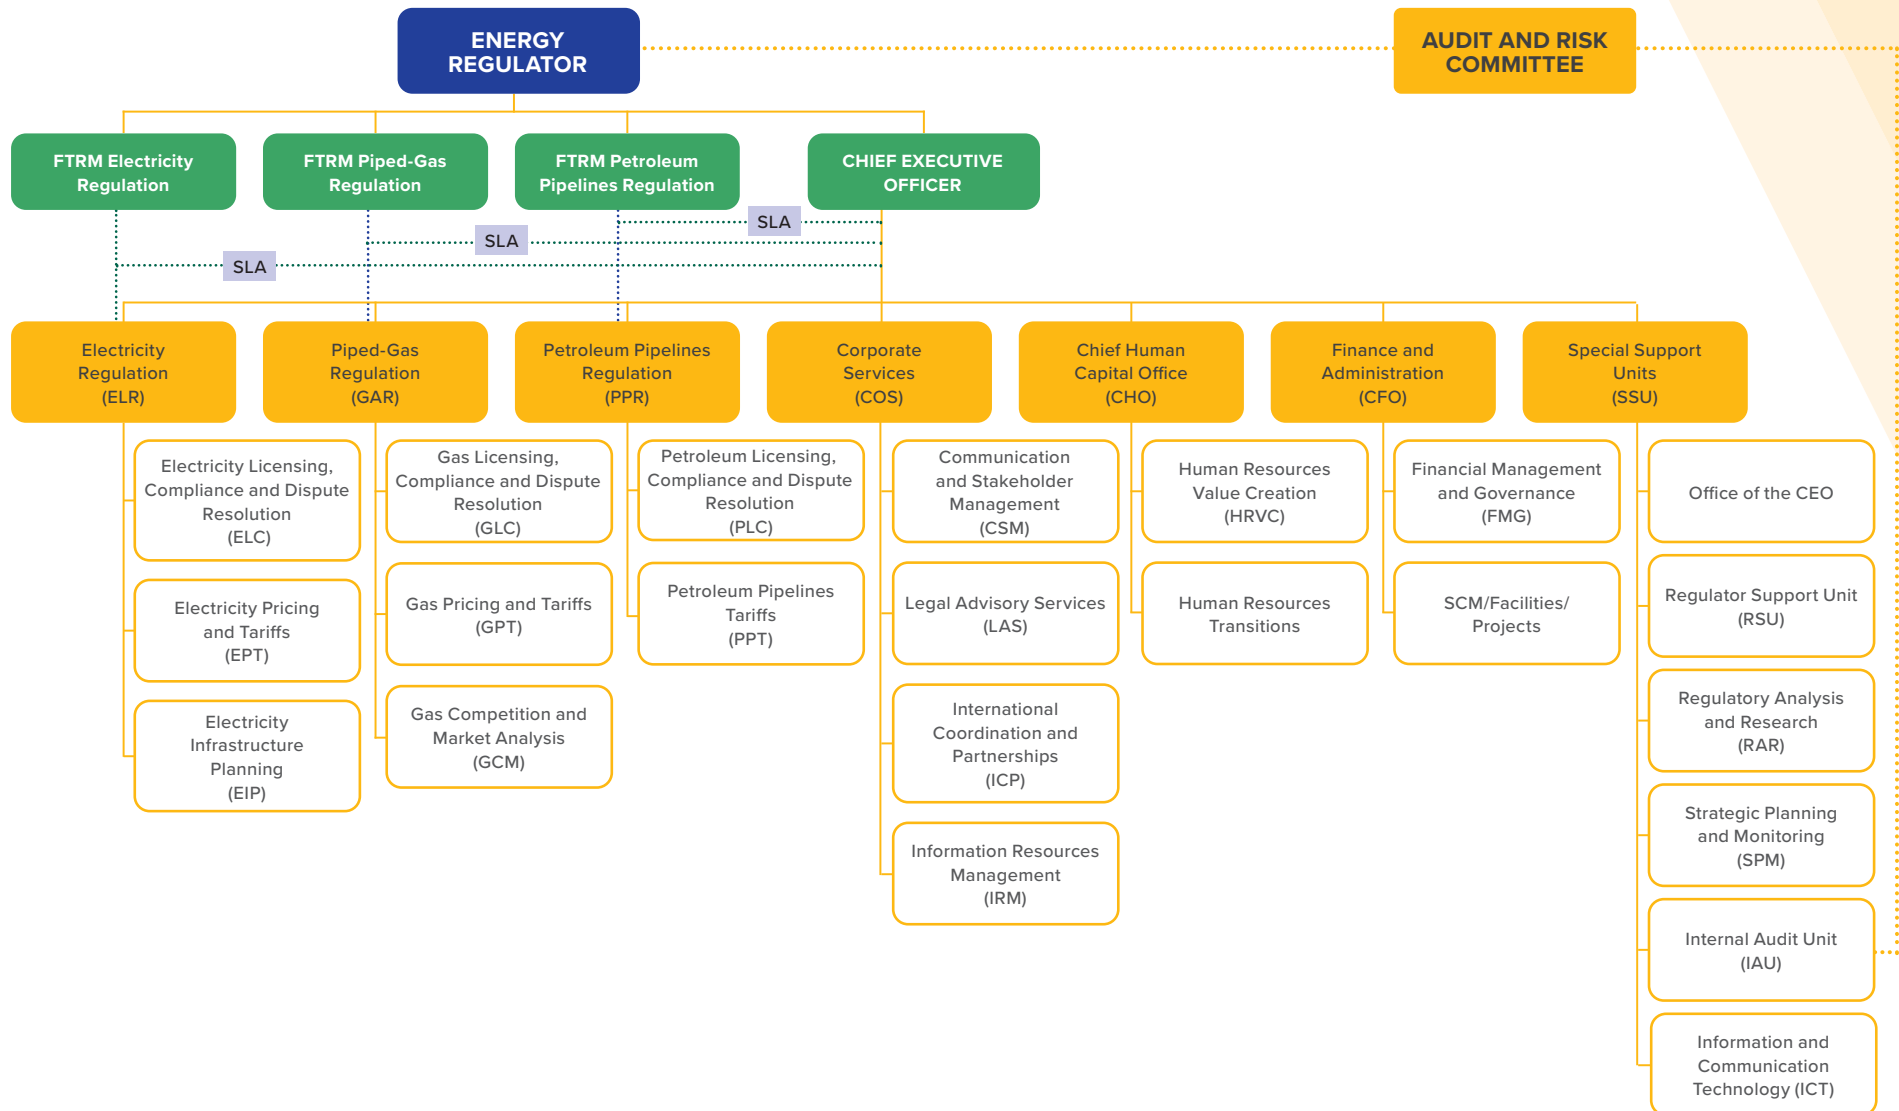 ENERGY
REGULATOR
AUDIT AND RISK
COMMITTEE
FTRM Electricity
Regulation
FTRM Piped-Gas
Regulation
FTRM Petroleum
Pipelines Regulation
CHIEF EXECUTIVE
OFFICER
SLA
SLA
SLA
Electricity
Regulation
(ELR)
Piped-Gas
Regulation
(GAR)
Petroleum Pipelines
Regulation
(PPR)
Corporate
Services
(COS)
Chief Human
Capital Office
(CHO)
Finance and
Administration
(CFO)
Special Support
Units
(SSU)
Electricity Licensing,
Compliance and Dispute
Resolution
(ELC)
Electricity Pricing
and Tariffs
(EPT)
Electricity
Infrastructure
Planning
(EIP)
Gas Licensing,
Compliance and Dispute
Resolution
(GLC)
Gas Pricing and Tariffs
(GPT)
Gas Competition and
Market Analysis
(GCM)
Petroleum Licensing,
Compliance and Dispute
Resolution
(PLC)
Petroleum Pipelines
Tariffs
(PPT)
Communication
and Stakeholder
Management
(CSM)
Legal Advisory Services
(LAS)
International
Coordination and
Partnerships
(ICP)
Information Resources
Management
(IRM)
Human Resources
Value Creation
(HRVC)
Human Resources
Transitions
Financial Management
and Governance
(FMG)
SCM/Facilities/
Projects
Office of the CEO
Regulator Support Unit
(RSU)
Regulatory Analysis
and Research
(RAR)
Strategic Planning
and Monitoring
(SPM)
Internal Audit Unit
(IAU)
Information and
Communication
Technology (ICT)